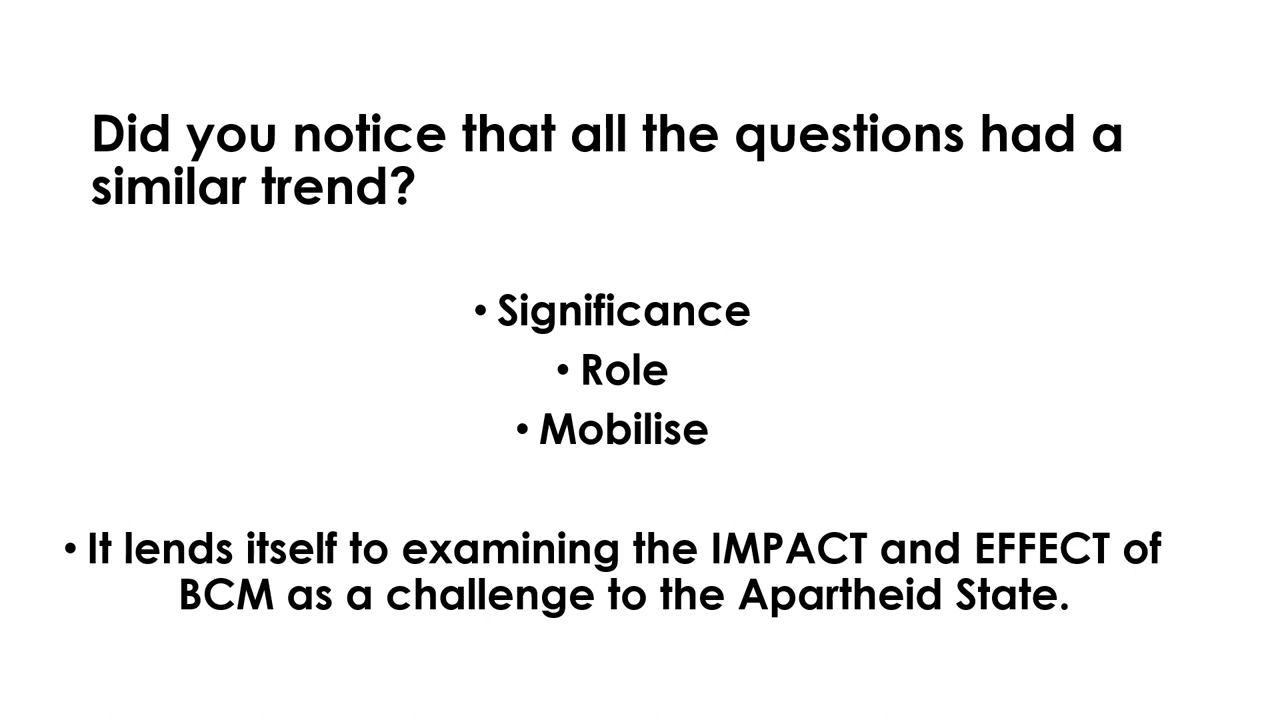 Did you notice that all the questions had a
similar trend?
• Significance
• Role
• Mobilise
• It lends itself to examining the IMPACT and EFFECT of
BCM as a challenge to the Apartheid State.